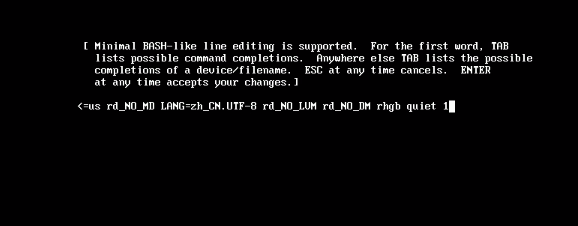 [ Minimal BASH-like line editing is supported.  For the first word, TAB
lists possible command completions.  Anywhere else TAB lists the possible
completions of a device/filename.  ESC at any time cancels.  ENTER
at any time accepts your changes.]
<=us rd_NO_MD LANG=zh_CN.UTF-8 rd_NO_LVM rd_NO_DM rhgb quiet 1